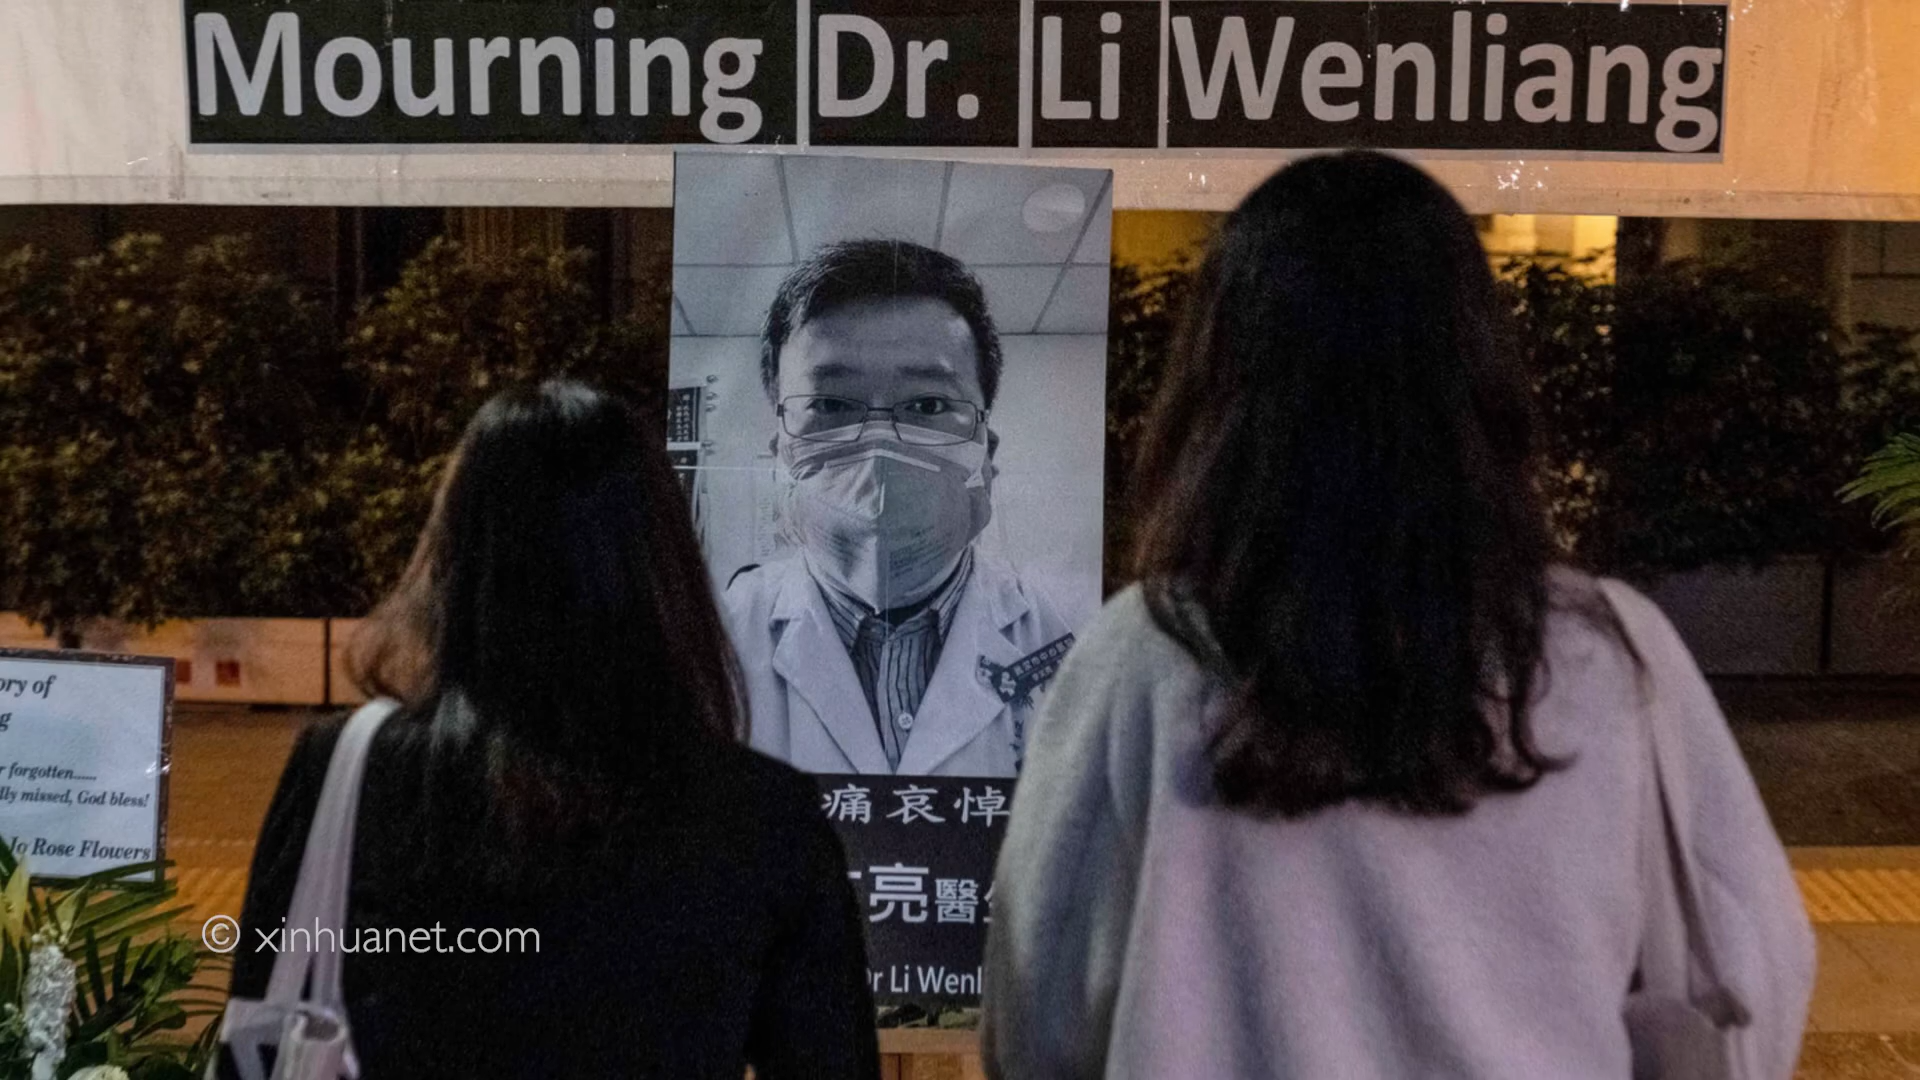 Mourning Dr. Li Wenliang
ory of
g
r forgotten......
lly missed, God bless!
Jo Rose Flowers
痛哀悼
亮醫
Dr Li Wenl
© xinhuanet.com